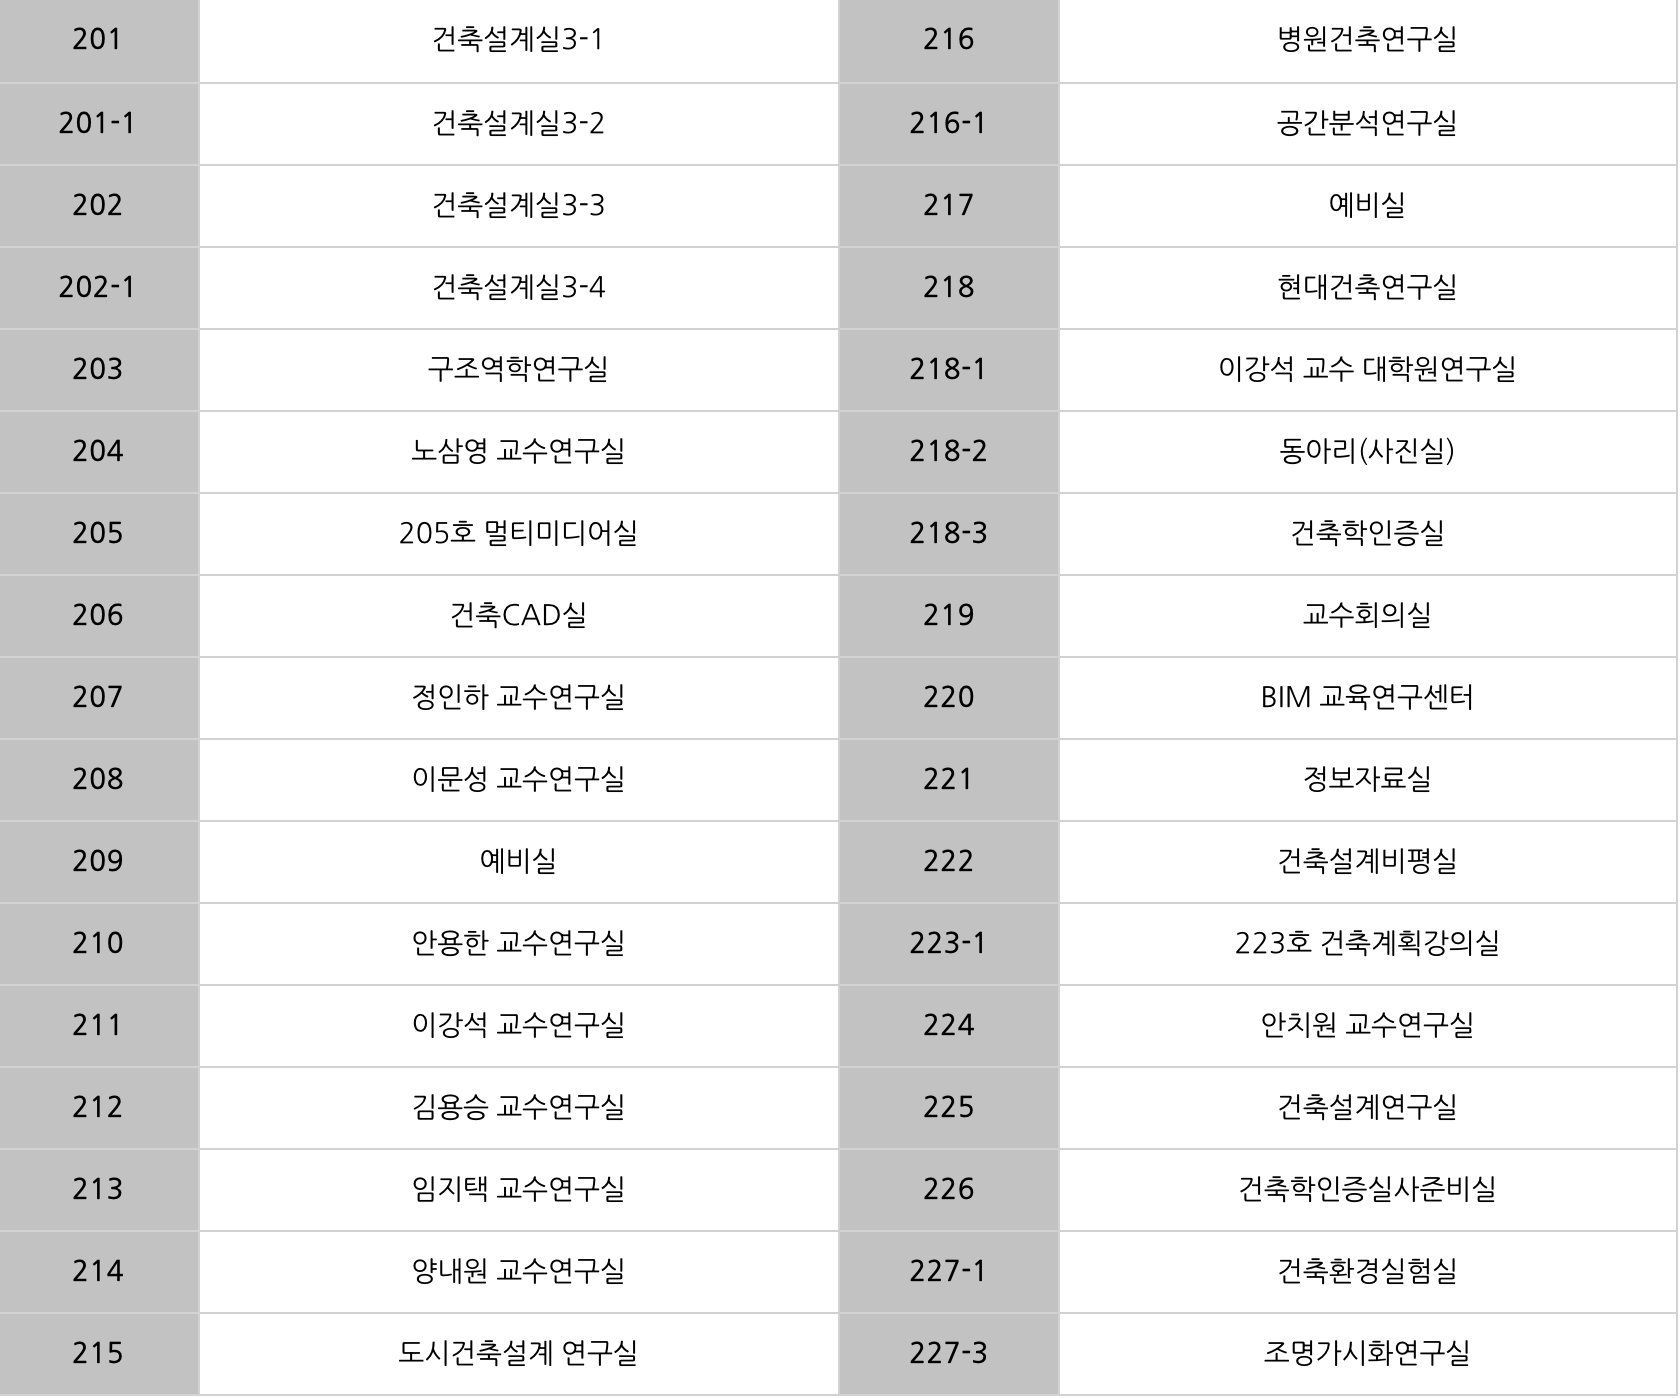 201 건축설계실3-1 216 병원건축연구실
201-1 건축설계실3-2 216-1 공간분석연구실
202 건축설계실3-3 217 예비실
202-1 건축설계실3-4 218 현대건축연구실
203 구조역학연구실 218-1 이강석 교수 대학원연구실
204 노삼영 교수연구실 218-2 동아리(사진실)
205 205호 멀티미디어실 218-3 건축학인증실
206 건축CAD실 219 교수회의실
207 정인하 교수연구실 220 BIM 교육연구센터
208 이문성 교수연구실 221 정보자료실
209 예비실 222 건축설계비평실
210 안용한 교수연구실 223-1 223호 건축계획강의실
211 이강석 교수연구실 224 안치원 교수연구실
212 김용승 교수연구실 225 건축설계연구실
213 임지택 교수연구실 226 건축학인증실사준비실
214 양내원 교수연구실 227-1 건축환경실험실
215 도시건축설계 연구실 227-3 조명가시화연구실